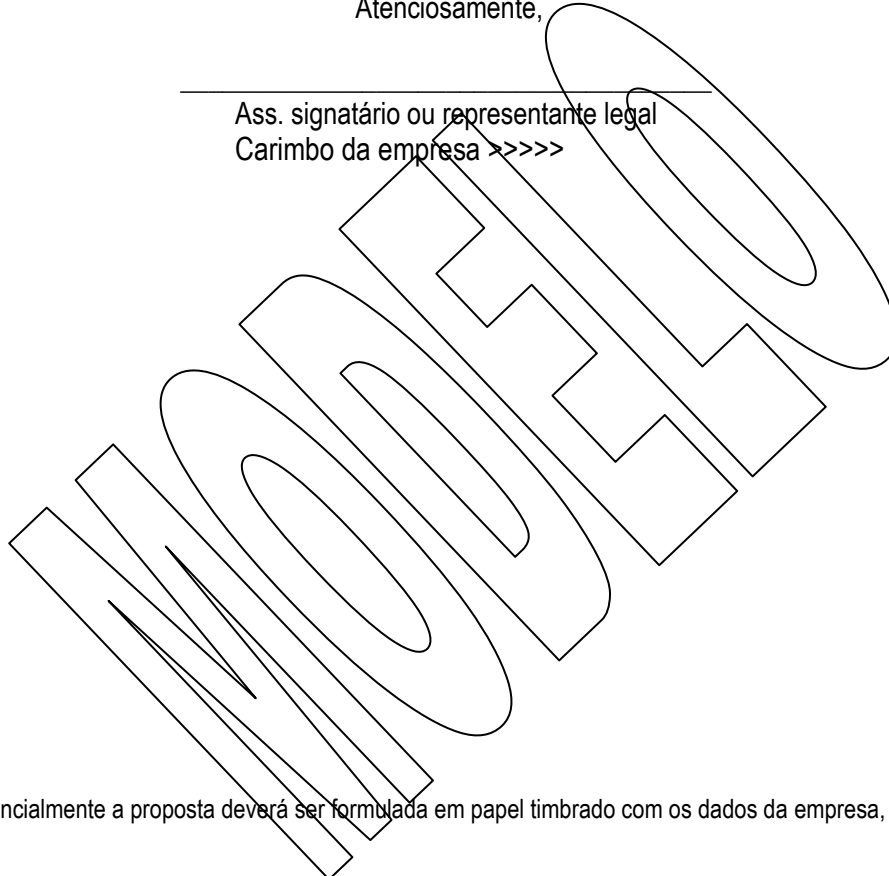 Atenciosamente,
Ass. signatário ou representante legal
Carimbo da empresa >>>>>
MODELO
ncialmente a proposta deverá ser formulada em papel timbrado com os dados da empresa,